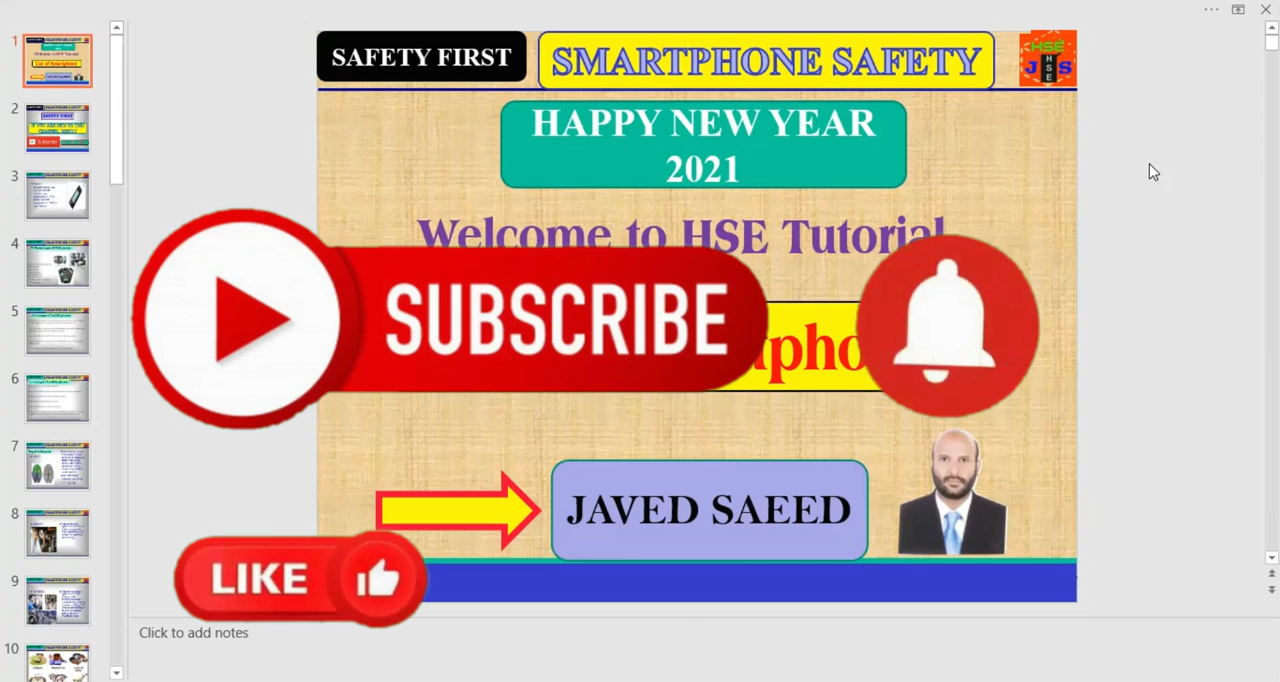 SAFETY FIRST
SMARTPHONE SAFETY
HSE
H
S
E
J S
HAPPY NEW YEAR
2021
Welcome to HSE Tutorial
SUBSCRIBE
JAVED SAEED
LIKE
Click to add notes
1
2
3
4
5
6
7
8
9
10